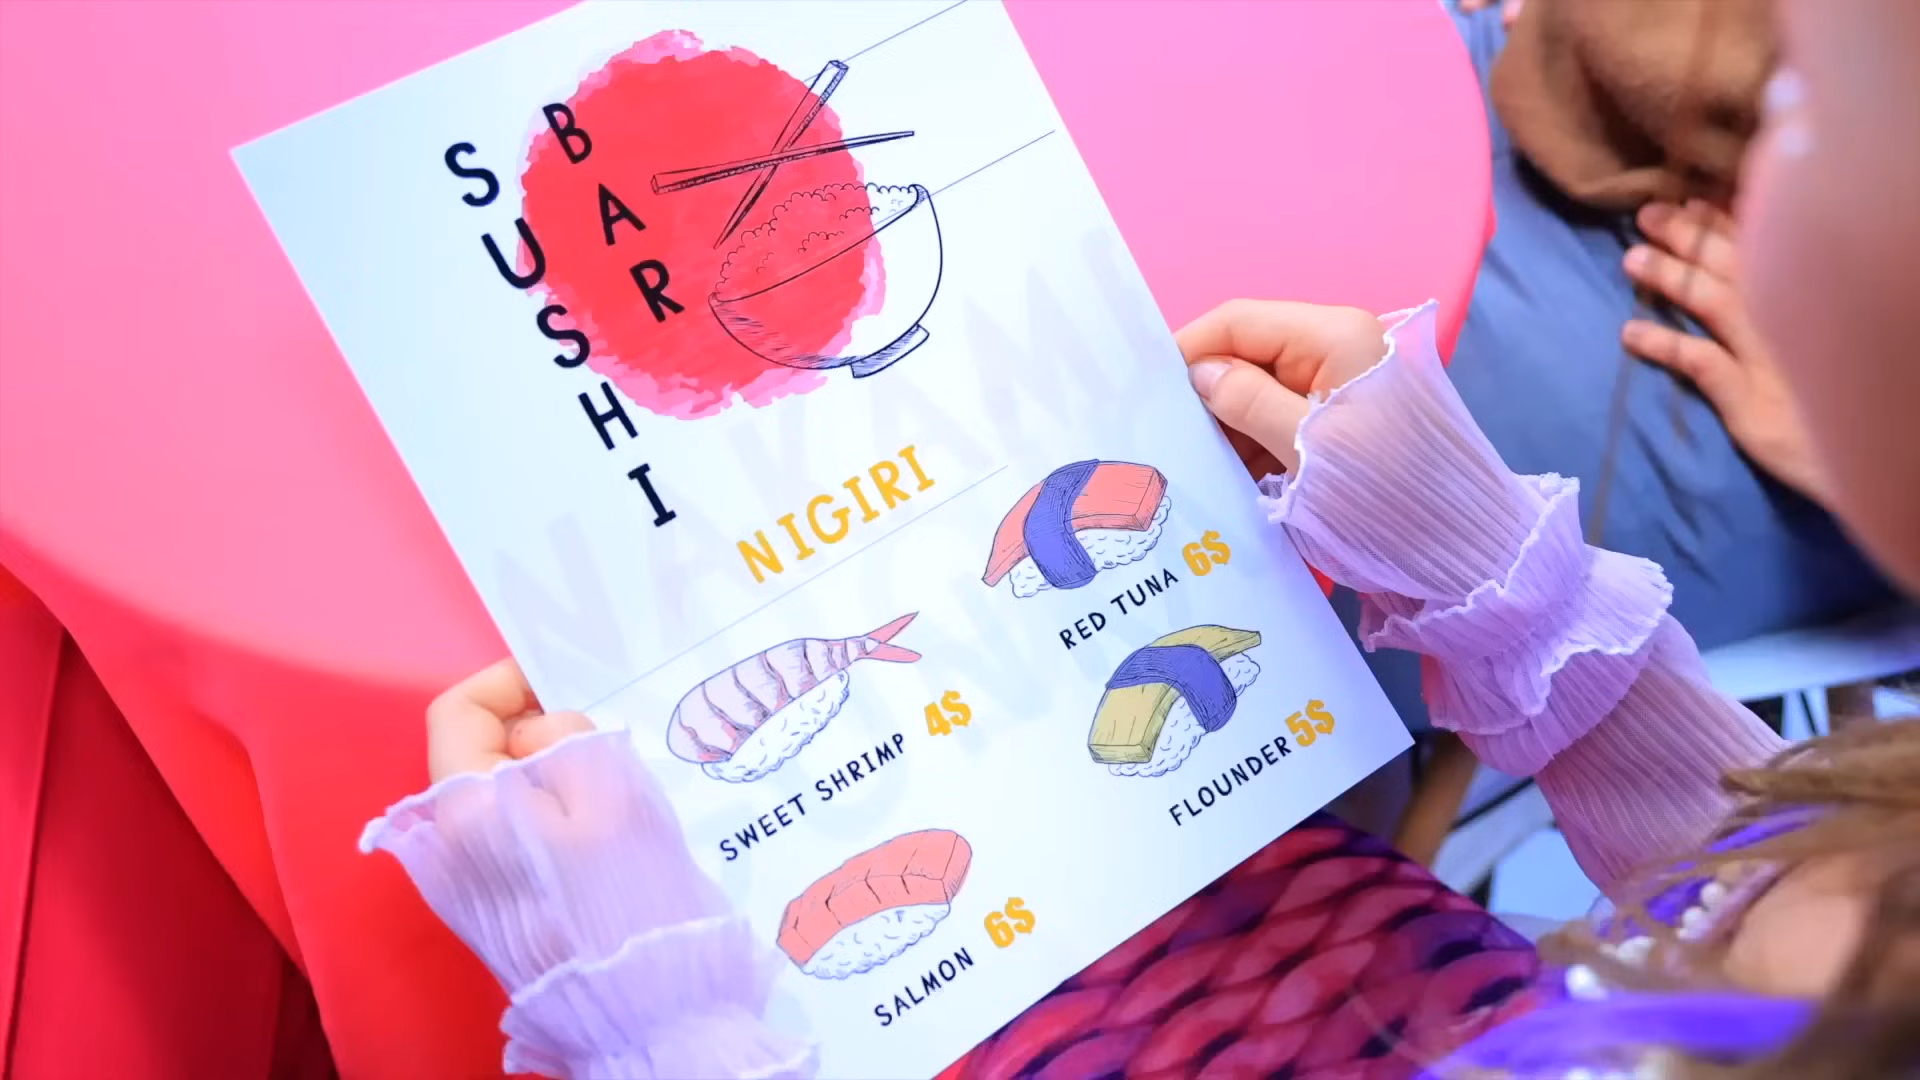 SUSHI
BAR
NIGIRI
RED TUNA 6$
SWEET SHRIMP 4$
FLOUNDER 5$
SALMON 6$